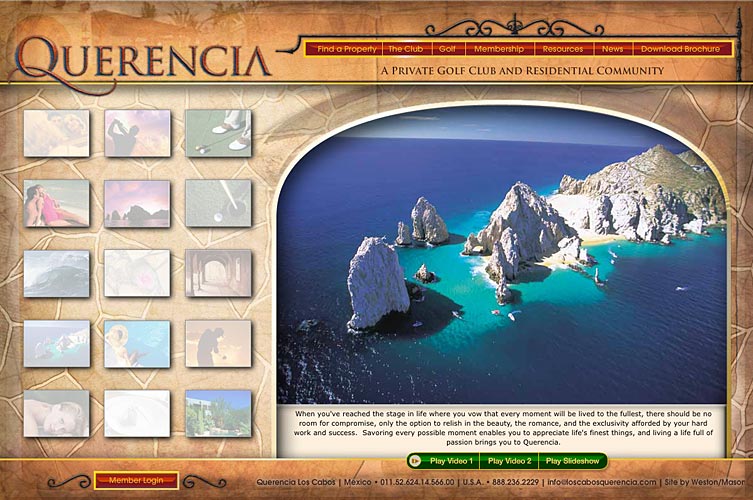 QUERENCIA
Find a Property | The Club | Golf | Membership | Resources | News | Download Brochure
A PRIVATE GOLF CLUB AND RESIDENTIAL COMMUNITY
When you've reached the stage in life where you vow that every moment will be lived to the fullest, there should be no
room for compromise, only the option to relish in the beauty, the romance, and the exclusivity afforded by your hard
work and success. Savoring every possible moment enables you to appreciate life's finest things, and living a life full of
passion brings you to Querencia.
Play Video 1 | Play Video 2 | Play Slideshow
Member Login
Querencia Los Cabos | México • 011.52.624.14.566.00 | U.S.A. • 888.236.2229 | info@loscabosquerencia.com | Site by Weston/Mason